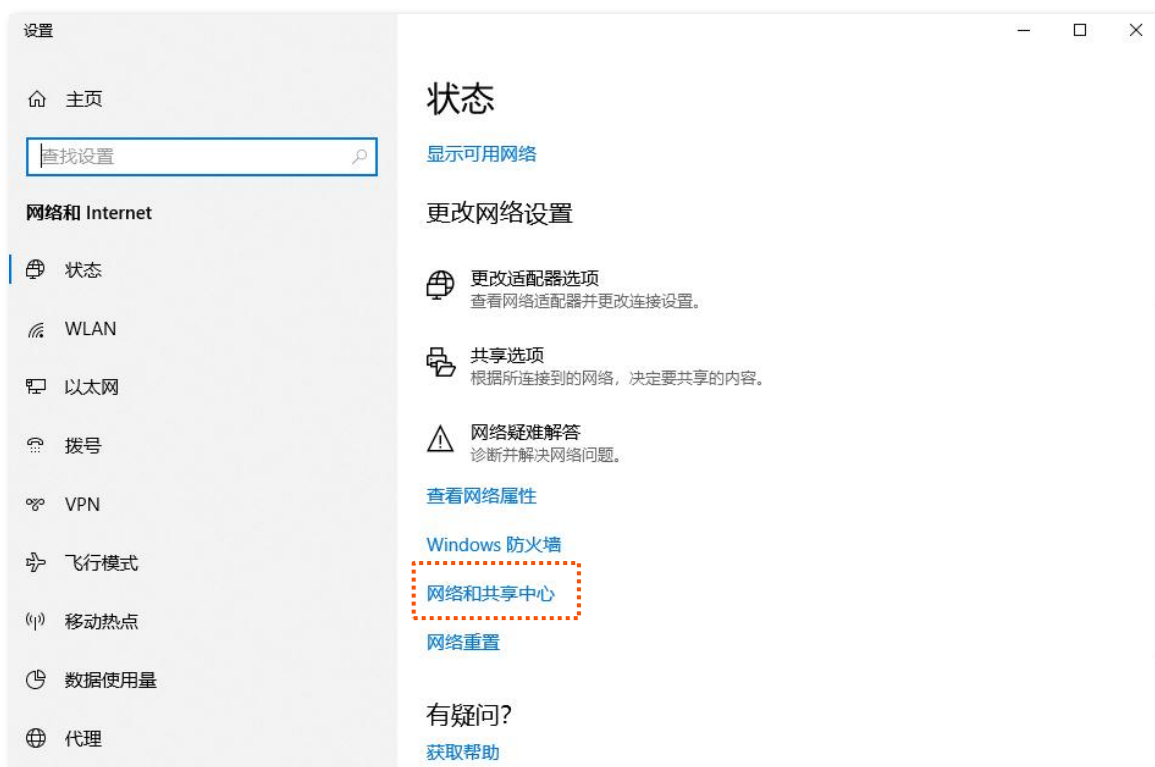 设置
主页
查找设置
网络和 Internet
状态
WLAN
以太网
拨号
VPN
飞行模式
移动热点
数据使用量
代理
状态
显示可用网络
更改网络设置
更改适配器选项
查看网络适配器并更改连接设置。
共享选项
根据所连接到的网络，决定要共享的内容。
网络疑难解答
诊断并解决网络问题。
查看网络属性
Windows 防火墙
网络和共享中心
网络重置
有疑问?
获取帮助